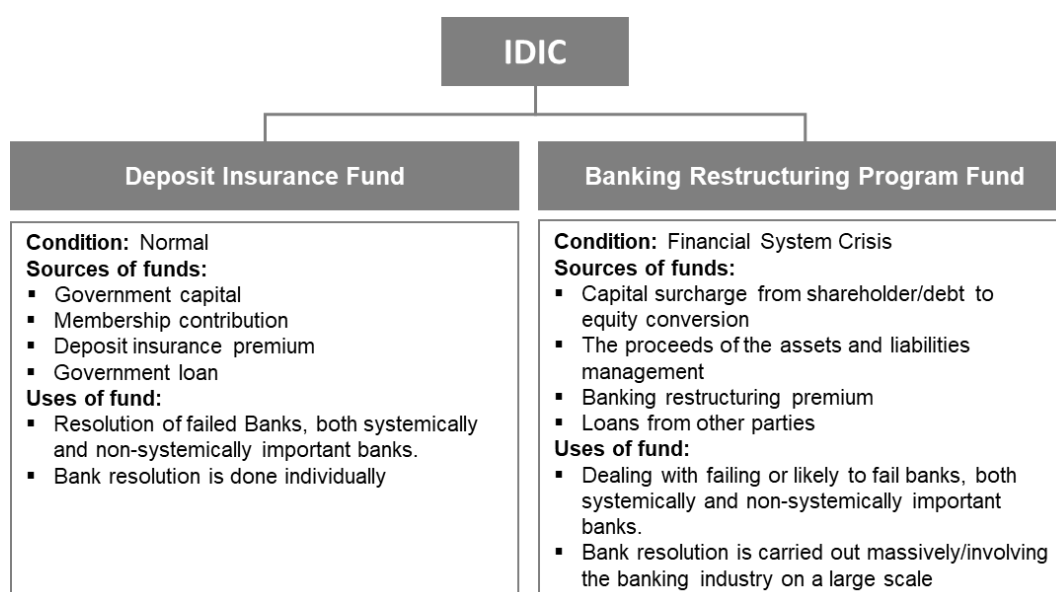 IDIC
Deposit Insurance Fund
Condition: Normal
Sources of funds:
▪ Government capital
▪ Membership contribution
▪ Deposit insurance premium
▪ Government loan
Uses of fund:
▪ Resolution of failed Banks, both systemically
and non-systemically important banks.
▪ Bank resolution is done individually
Banking Restructuring Program Fund
Condition: Financial System Crisis
Sources of funds:
▪ Capital surcharge from shareholder/debt to
equity conversion
▪ The proceeds of the assets and liabilities
management
▪ Banking restructuring premium
▪ Loans from other parties
Uses of fund:
▪ Dealing with failing or likely to fail banks, both
systemically and non-systemically important
banks.
▪ Bank resolution is carried out massively/involving
the banking industry on a large scale